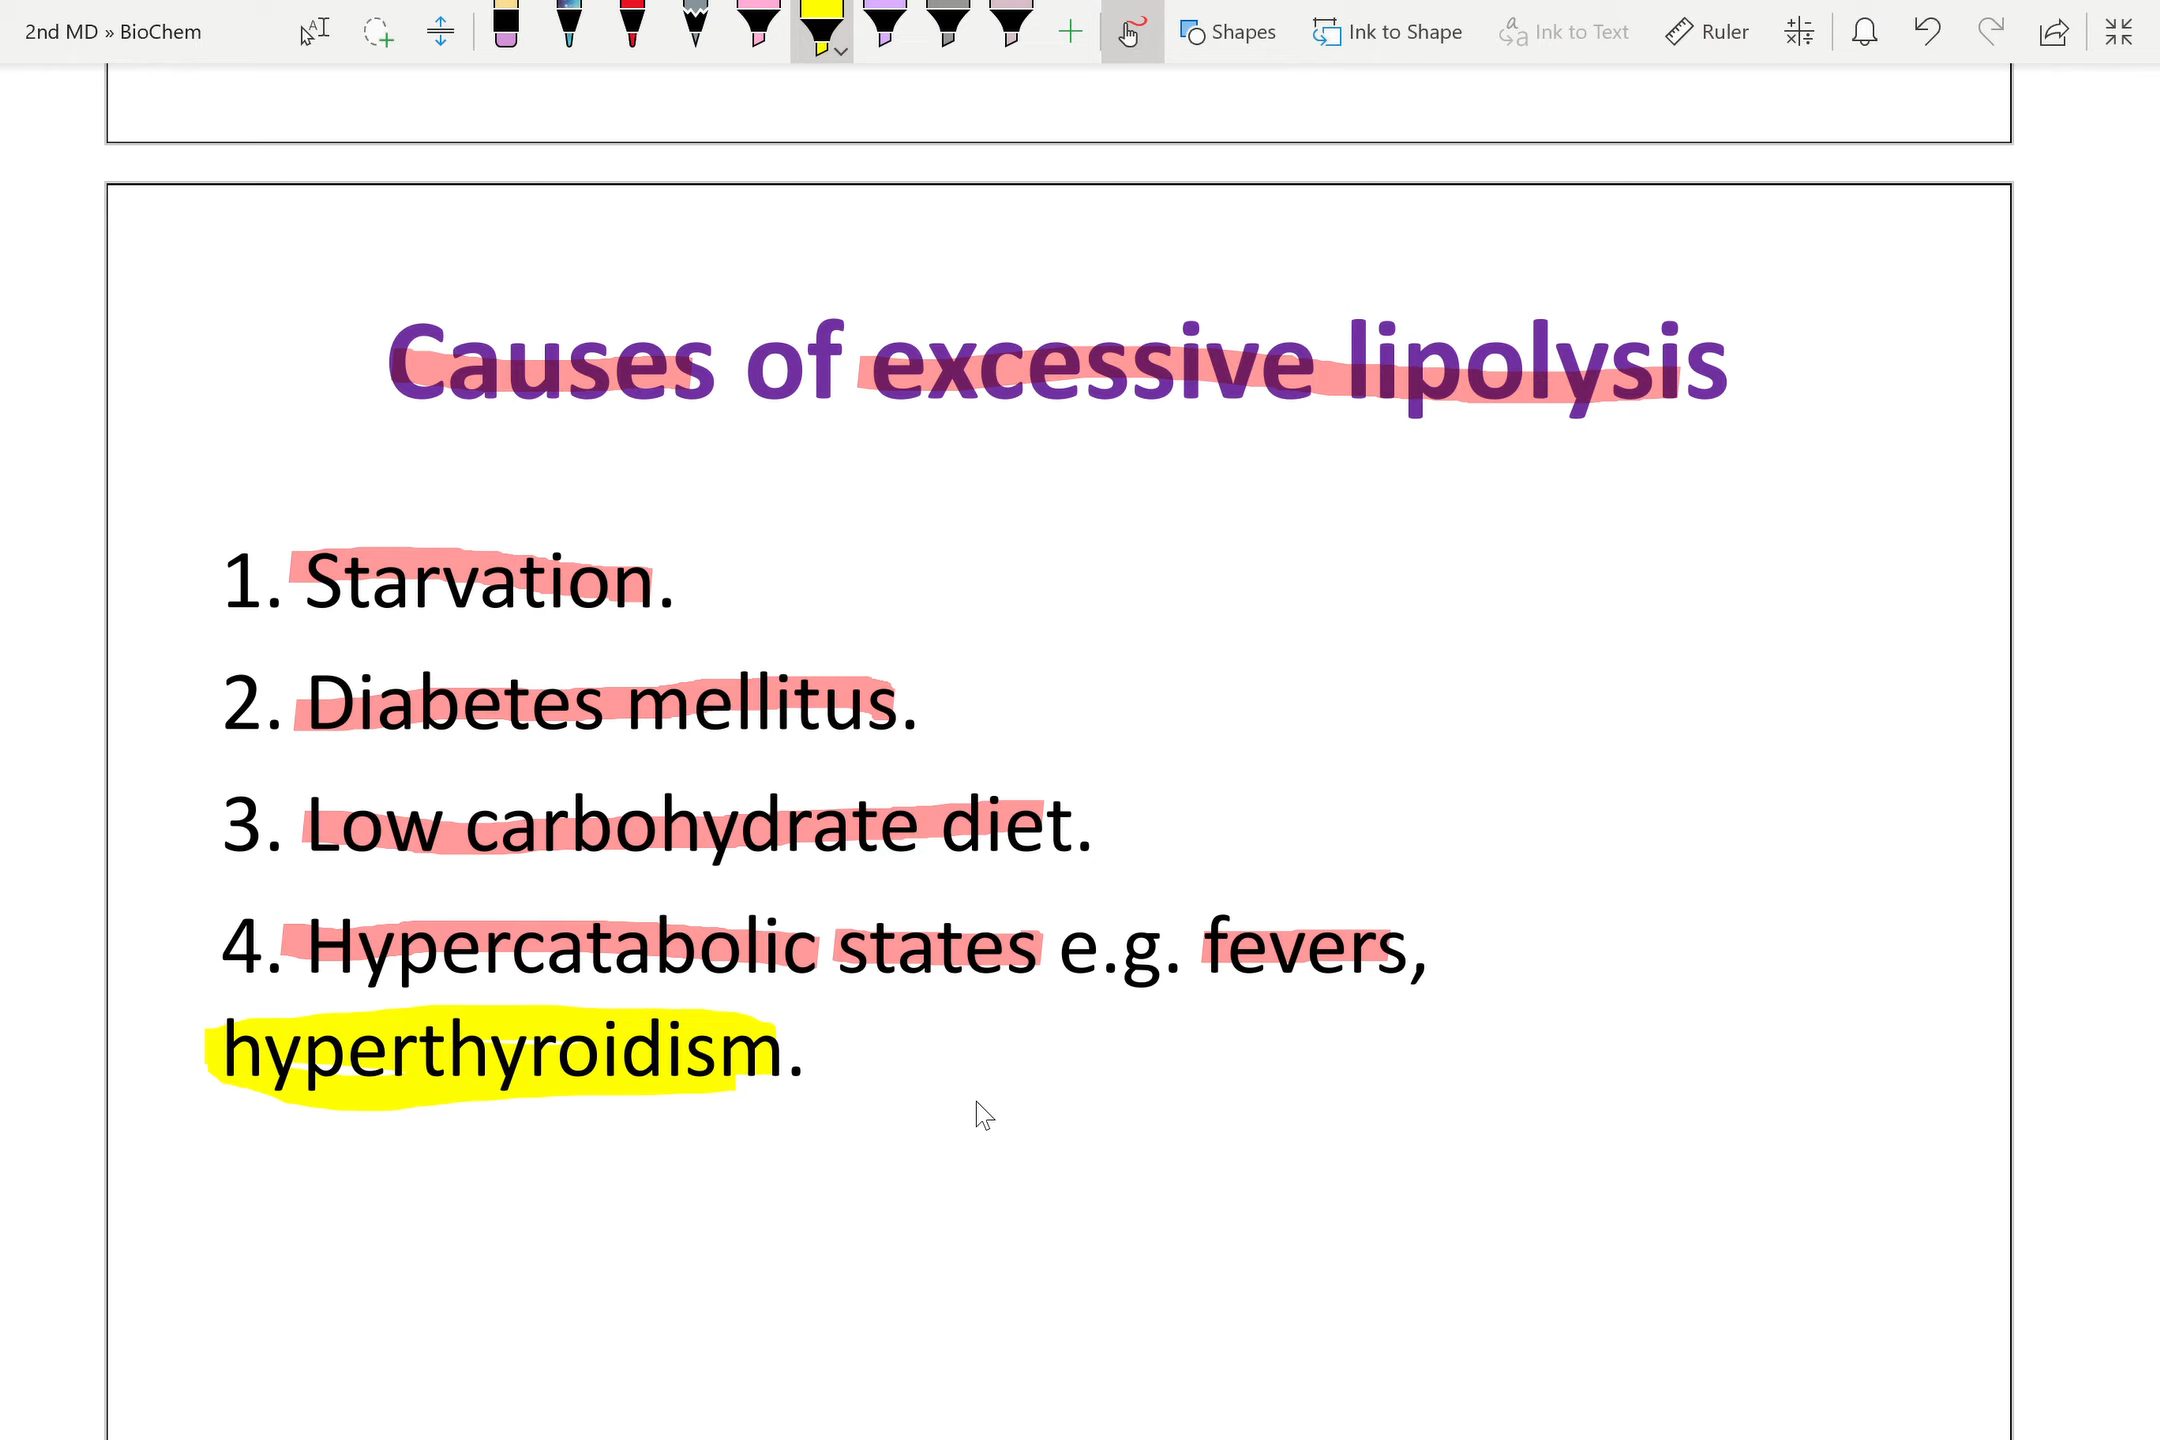 2nd MD » BioChem
Shapes Ink to Shape Ink to Text Ruler
Causes of excessive lipolysis
1. Starvation.
2. Diabetes mellitus.
3. Low carbohydrate diet.
4. Hypercatabolic states e.g. fevers,
hyperthyroidism.